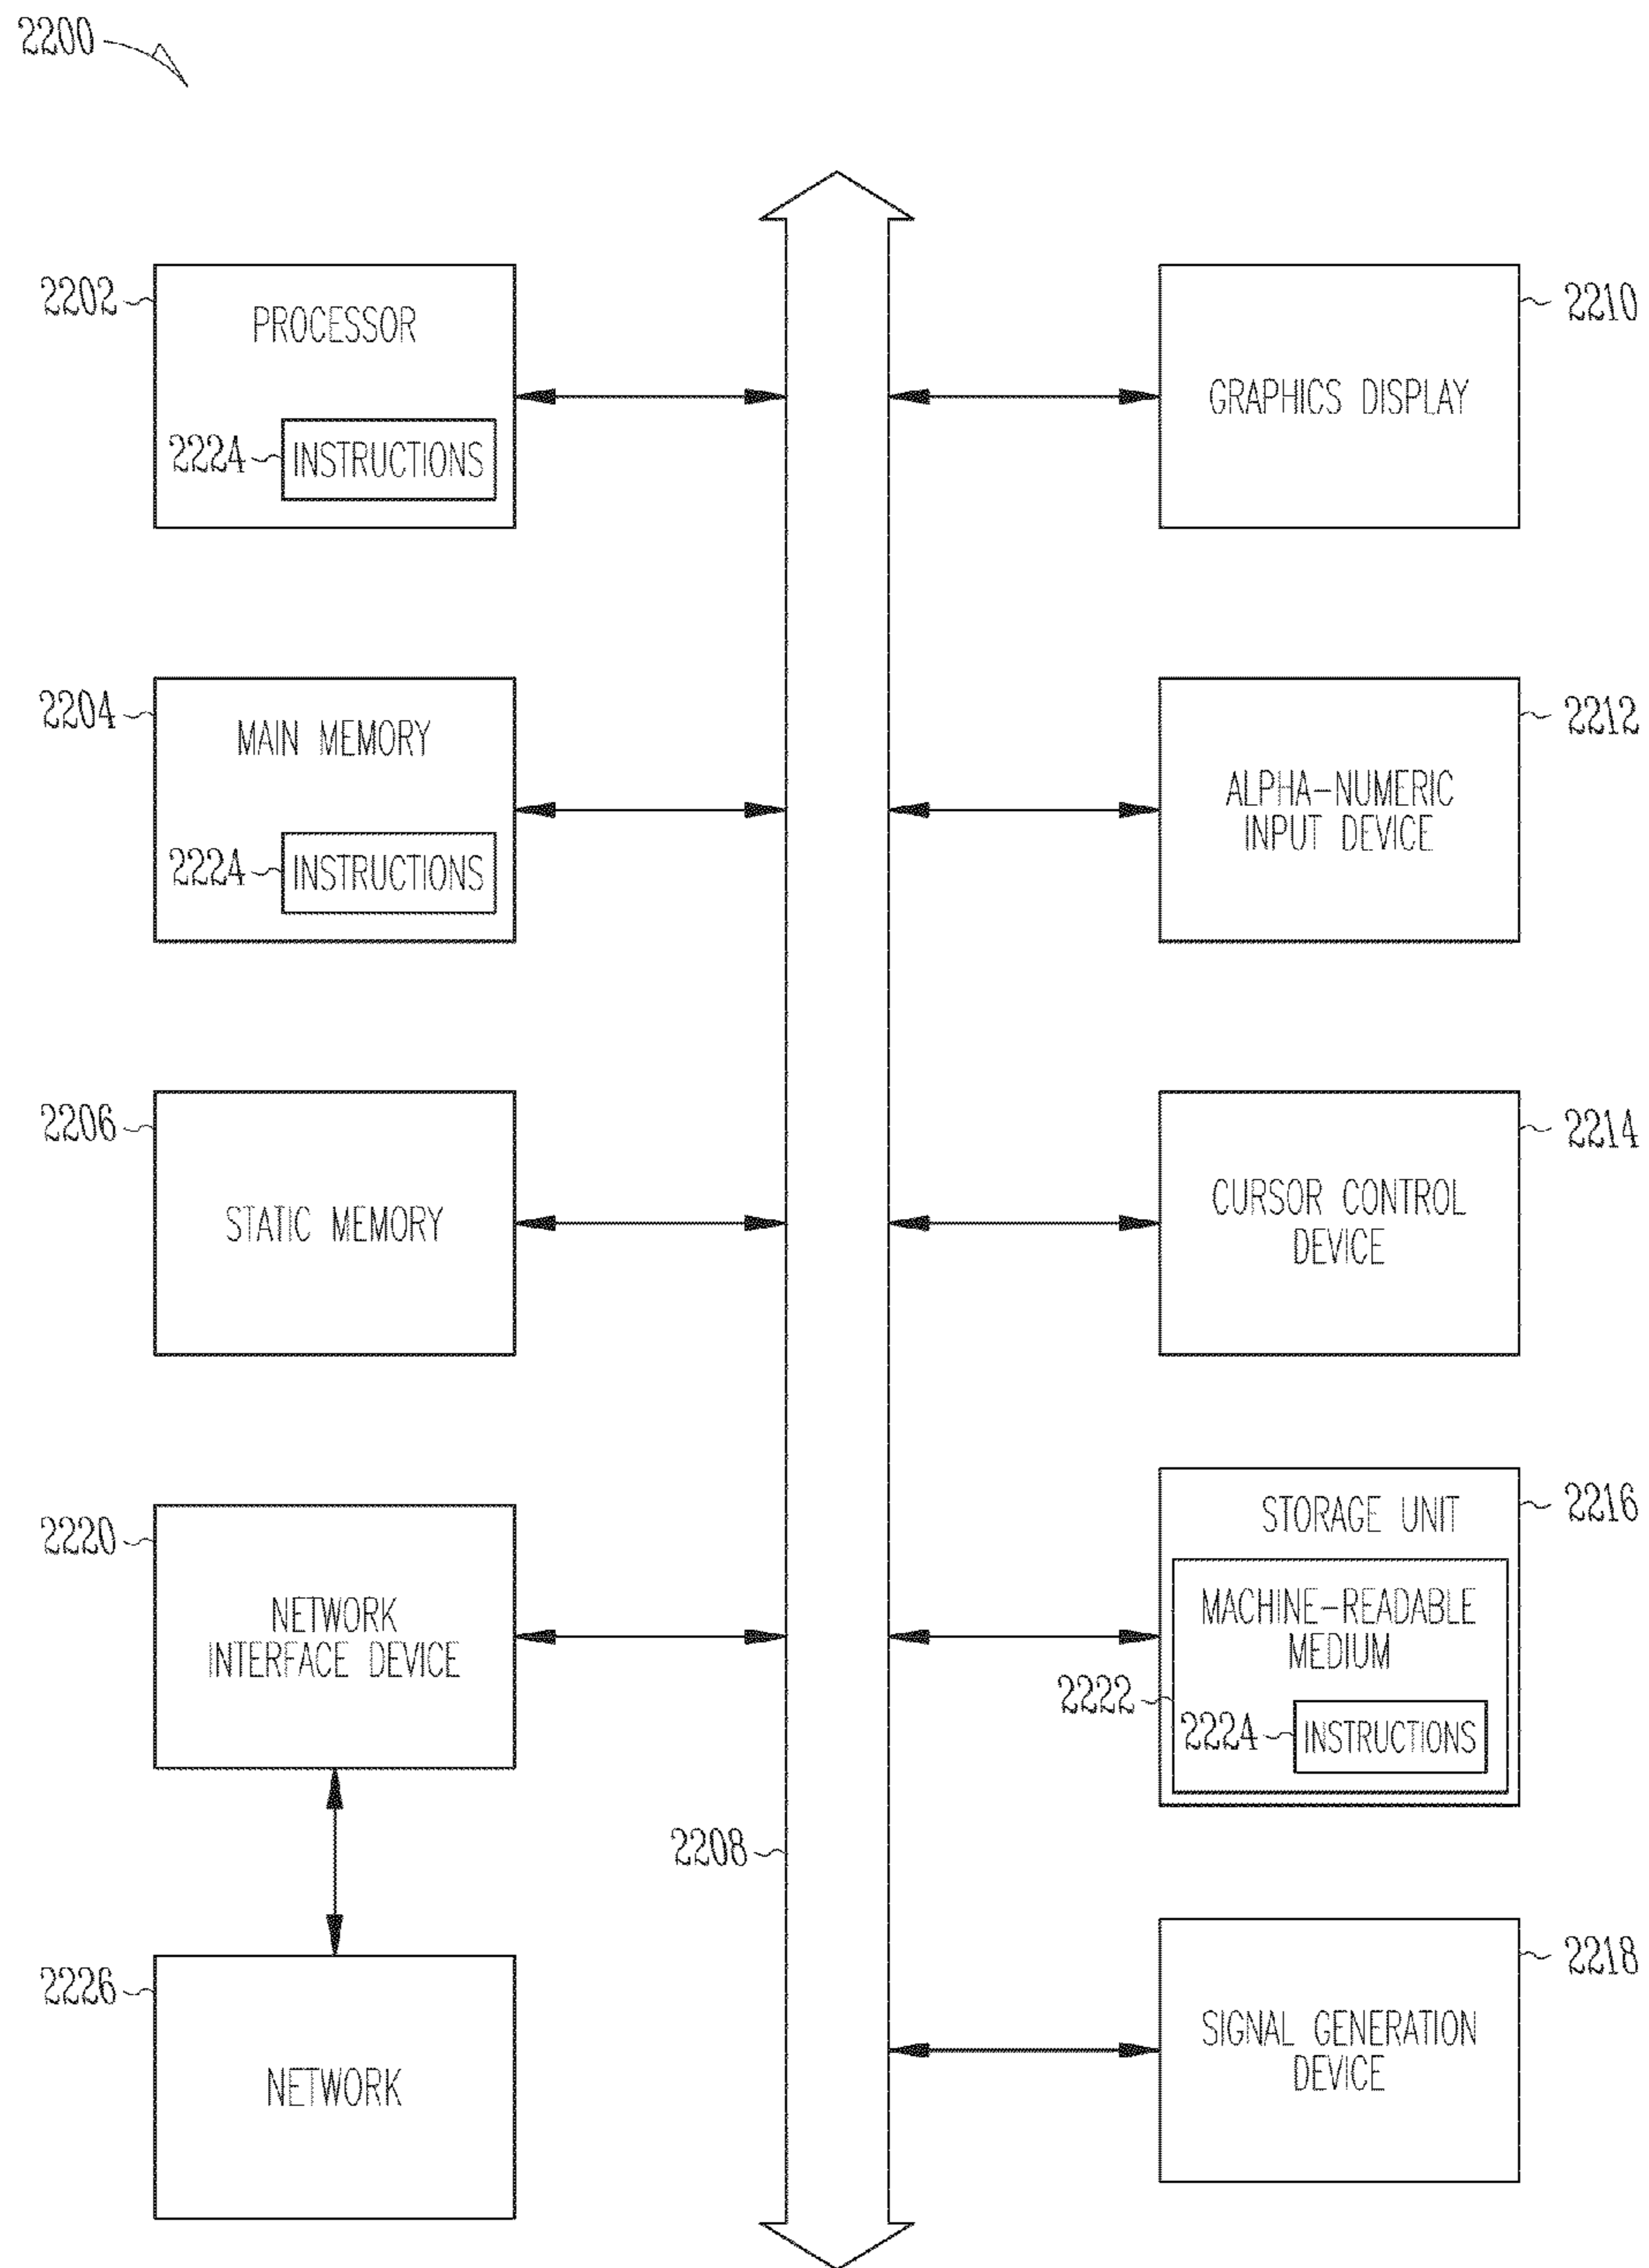 2200
2202
PROCESSOR
2224
INSTRUCTIONS
2204
MAIN MEMORY
2224
INSTRUCTIONS
2206
STATIC MEMORY
2220
NETWORK
INTERFACE DEVICE
2208
2226
NETWORK
2210
GRAPHICS DISPLAY
2212
ALPHA-NUMERIC
INPUT DEVICE
2214
CURSOR CONTROL
DEVICE
2216
STORAGE UNIT
MACHINE-READABLE
MEDIUM
2222
2224
INSTRUCTIONS
2218
SIGNAL GENERATION
DEVICE